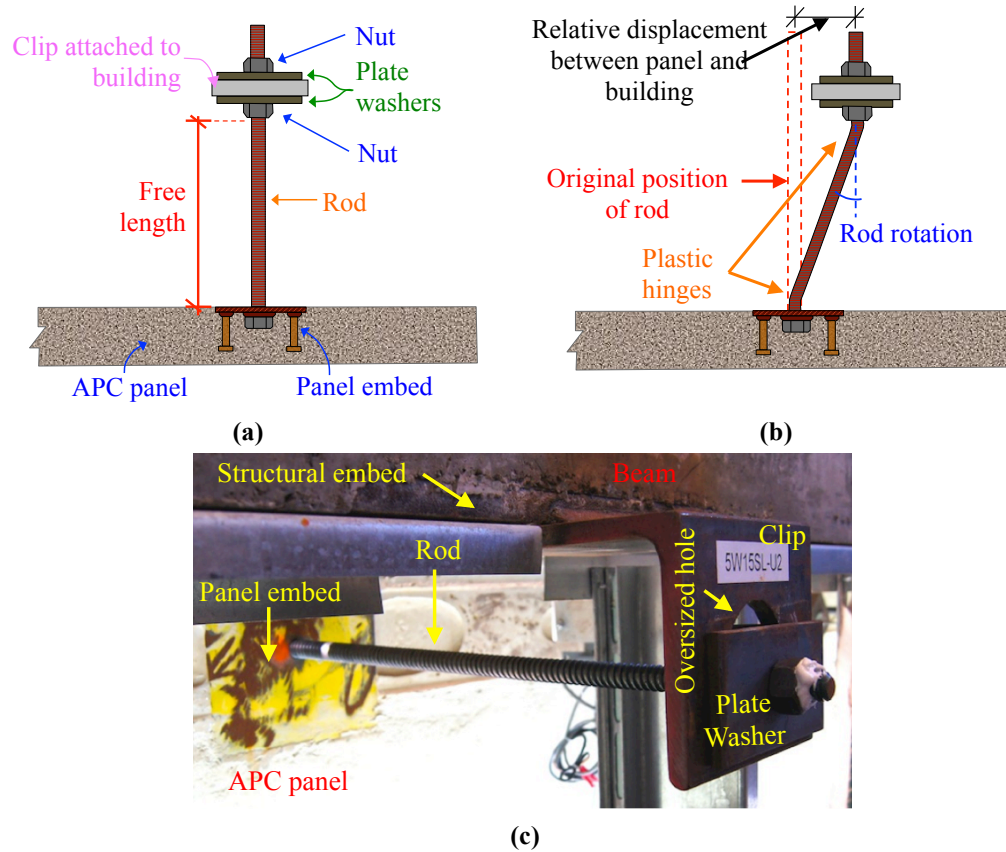 (a)
Nut
Clip attached to
building
Plate
washers
Nut
Free
length
Rod
APC panel
Panel embed
(b)
Relative displacement
between panel and
building
Original position
of rod
Rod rotation
Plastic
hinges
(a)
(b)
Structural embed
Beam
Clip
5W15SL-U2
Rod
Panel embed
Oversized hole
Plate
Washer
APC panel
(c)